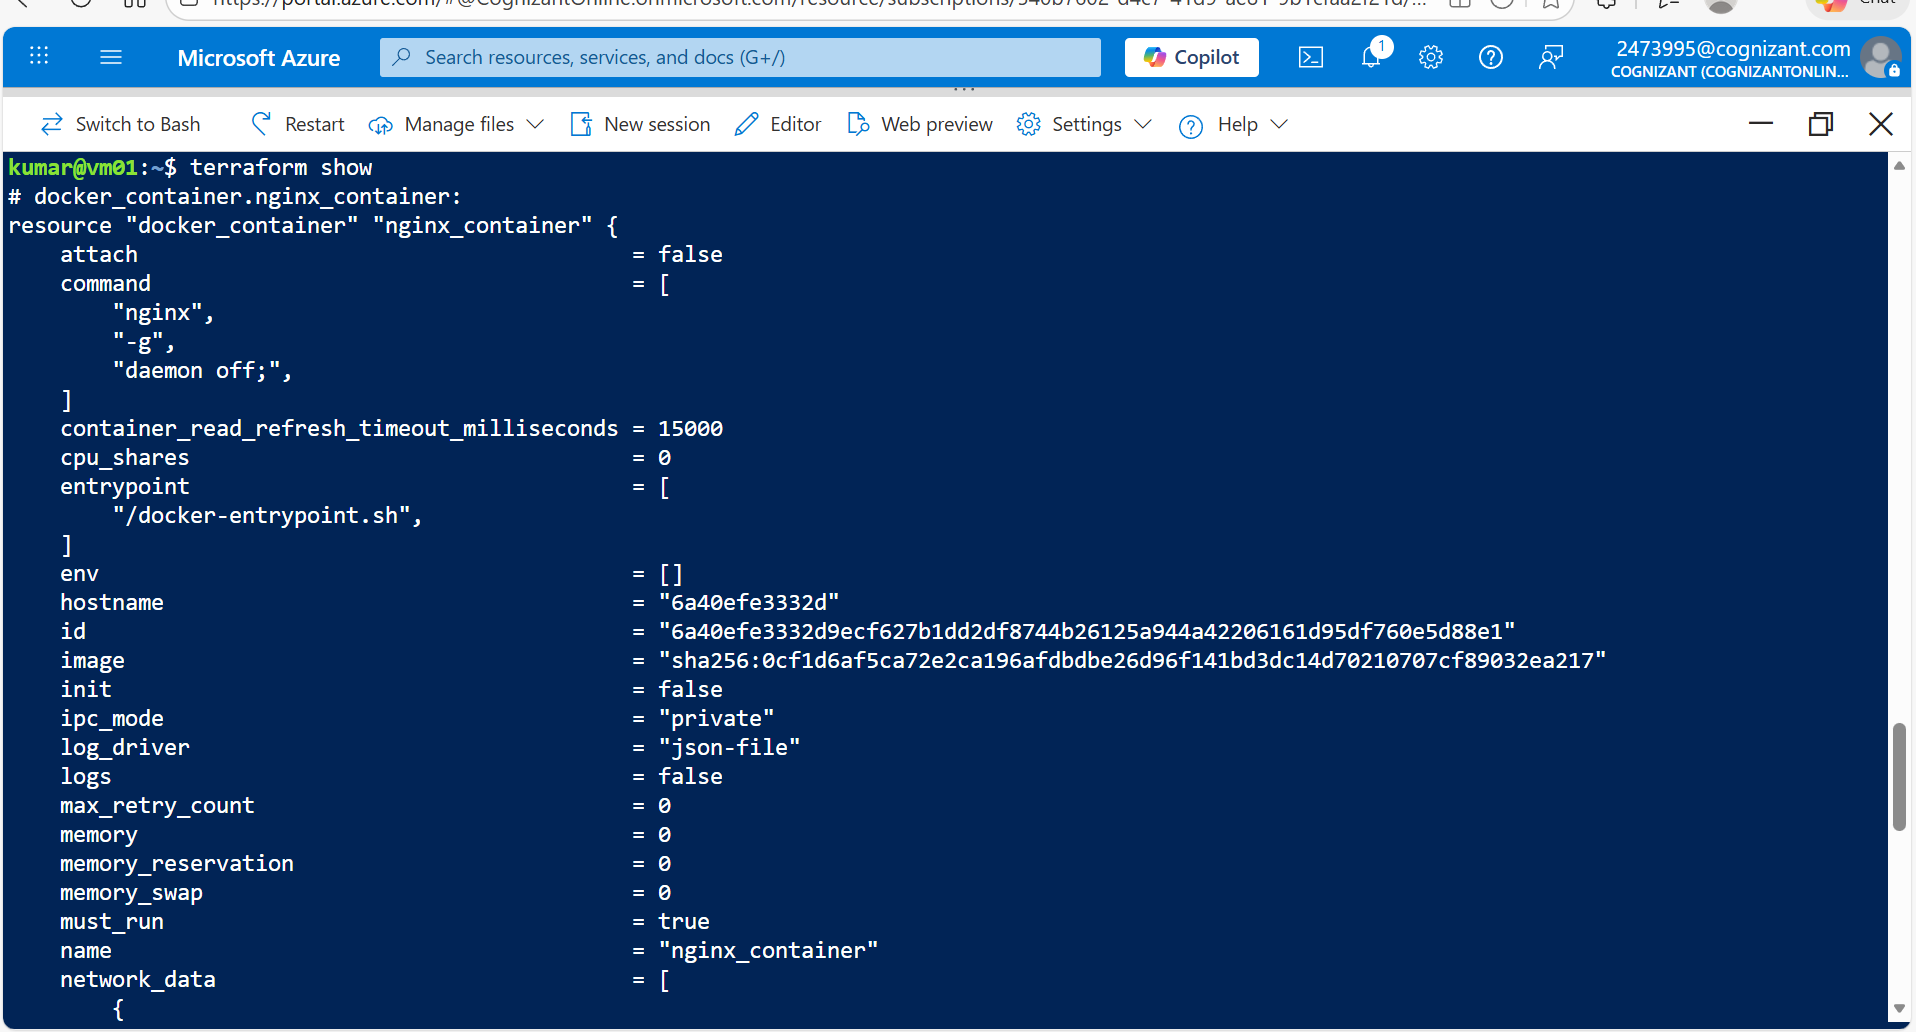 Microsoft Azure
Search resources, services, and docs (G+/)
Copilot
1
2473995@cognizant.com
COGNIZANT (COGNIZANTONLIN...
Switch to Bash
Restart
Manage files
New session
Editor
Web preview
Settings
Help
kumar@vm01:~$ terraform show
# docker_container.nginx_container:
resource "docker_container" "nginx_container" {
    attach                                      = false
    command                                     = [
        "nginx",
        "-g",
        "daemon off;",
    ]
    container_read_refresh_timeout_milliseconds = 15000
    cpu_shares                                  = 0
    entrypoint                                  = [
        "/docker-entrypoint.sh",
    ]
    env                                         = []
    hostname                                    = "6a40efe3332d"
    id                                          = "6a40efe3332d9ecf627b1dd2df8744b26125a944a42206161d95df760e5d88e1"
    image                                       = "sha256:0cf1d6af5ca72e2ca196afdbdbe26d96f141bd3dc14d70210707cf89032ea217"
    init                                        = false
    ipc_mode                                    = "private"
    log_driver                                  = "json-file"
    logs                                        = false
    max_retry_count                             = 0
    memory                                      = 0
    memory_reservation                          = 0
    memory_swap                                 = 0
    must_run                                    = true
    name                                        = "nginx_container"
    network_data                                = [
        {